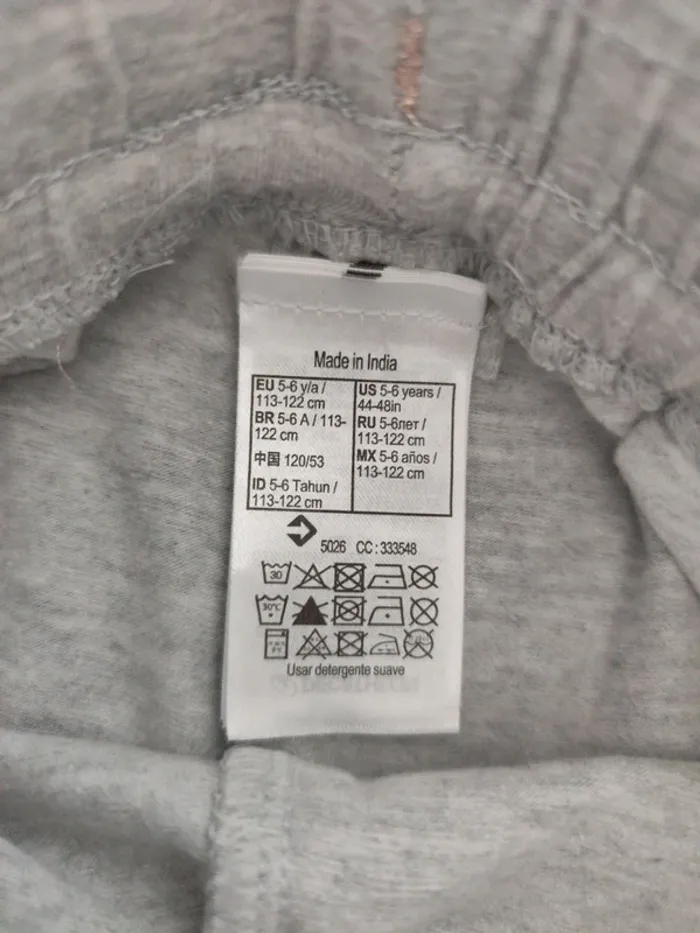 Made in India
EU 5-6 y/a /
113-122 cm
BR 5-6 A / 113-
122 cm
中国 120/53
ID 5-6 Tahun /
113-122 cm
US 5-6 years /
44-48in
RU 5-6лет /
113-122 cm
MX 5-6 años /
113-122 cm
5026 CC: 333548
30
30°C
Usar detergente suave